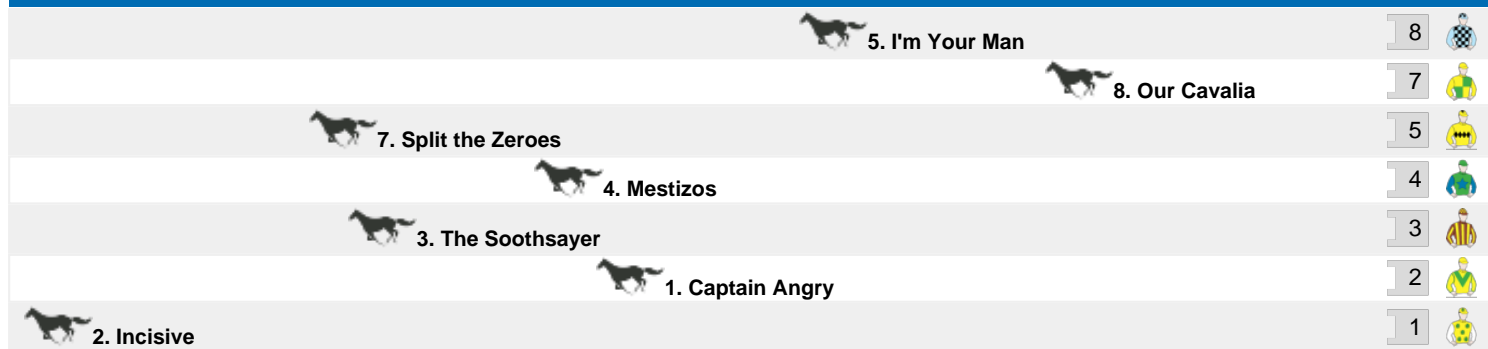 5. I'm Your Man 8
8. Our Cavalia 7
7. Split the Zeroes 5
4. Mestizos 4
3. The Soothsayer 3
1. Captain Angry 2
2. Incisive 1